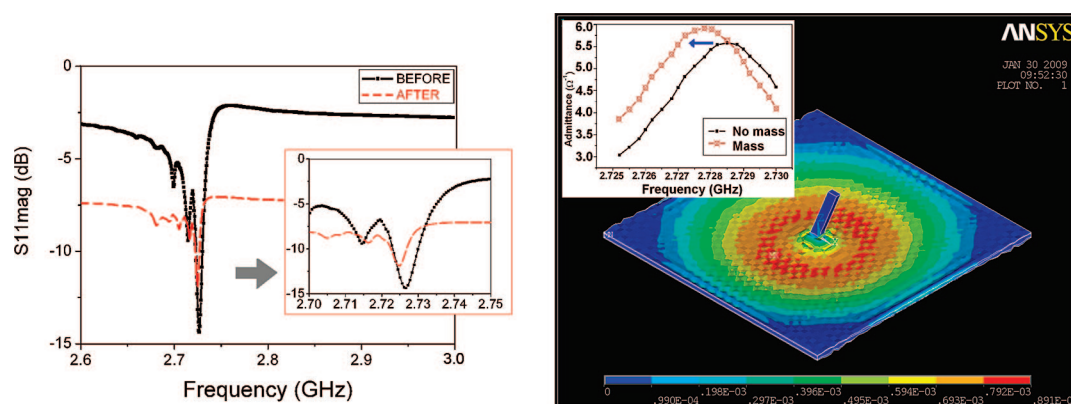 0
-5
-10
-15
S11mag (dB)
BEFORE
AFTER
2.6 2.7 2.8 2.9 3.0
Frequency (GHz)
0
-5
-10
-15
2.70 2.71 2.72 2.73 2.74 2.75
6.0
5.5
5.0
4.5
4.0
3.5
3.0
Admittance (Ω⁻¹)
No mass
Mass
2.725 2.726 2.727 2.728 2.729 2.730
Frequency (GHz)
ANSYS
JAN 30 2009
09:52:30
PLOT NO. 1
0 .198E-03 .396E-03 .594E-03 .792E-03
.990E-04 .297E-03 .495E-03 .693E-03 .891E-0